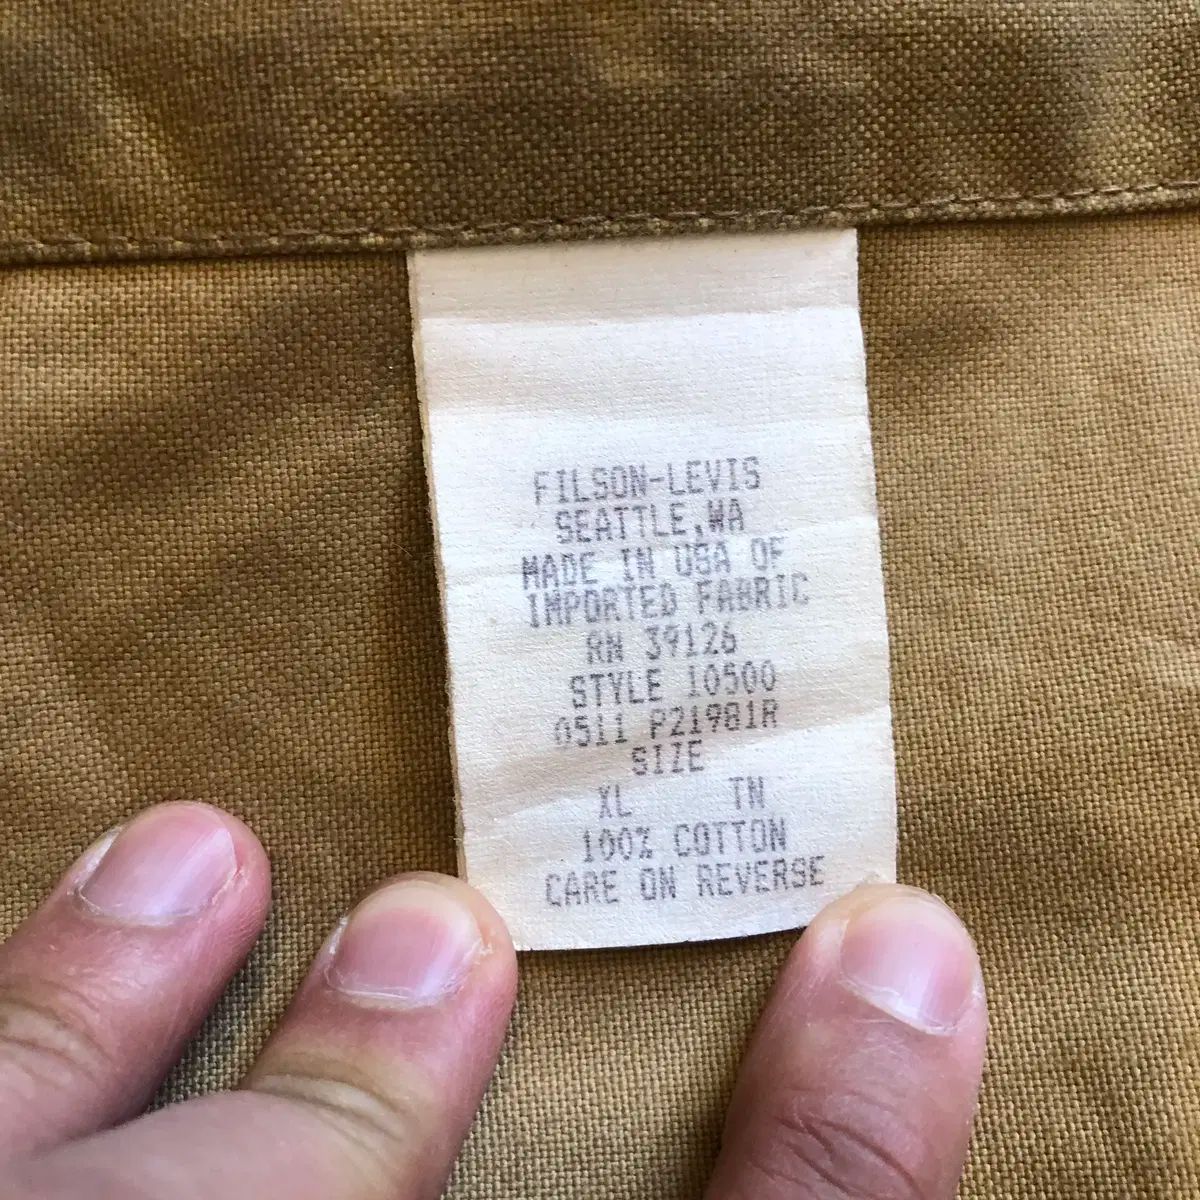 FILSON-LEVIS
SEATTLE,WA
MADE IN USA OF
IMPORTED FABRIC
RN 39126
STYLE 10500
0511 P21981R
SIZE
XL TN
100% COTTON
CARE ON REVERSE